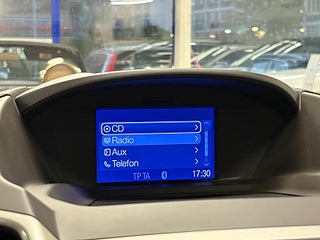 CD
Radio
Aux
Telefon
TP TA 17:30